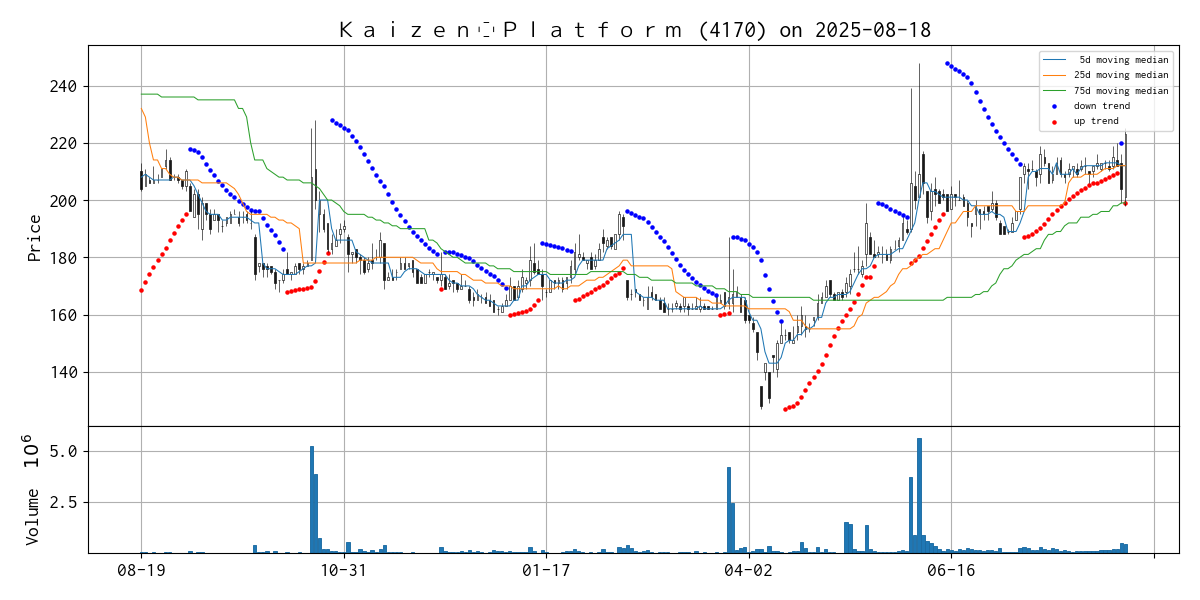 Ｋａｉｚｅｎ　Ｐｌａｔｆｏｒｍ (4170) on 2025-08-18
5d moving median
25d moving median
75d moving median
down trend
up trend
Price
240
220
200
180
160
140
Volume 10^6
5.0
2.5
08-19
10-31
01-17
04-02
06-16